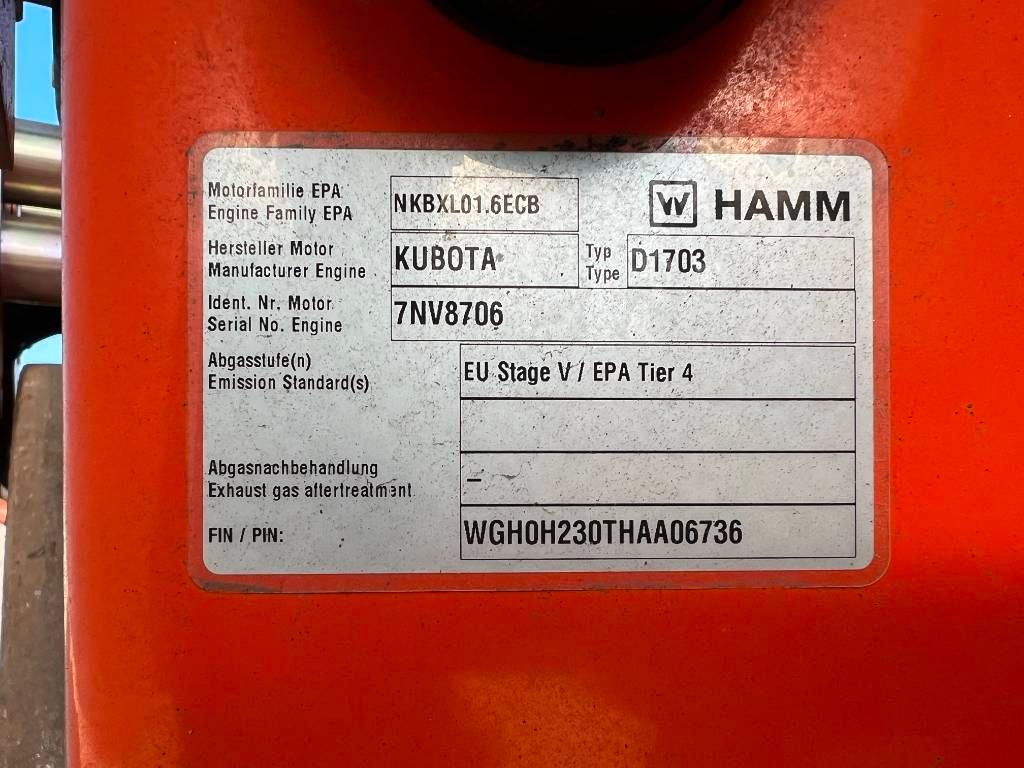 Motorfamilie EPA
Engine Family EPA
NKBXL01.6ECB
W HAMM
Hersteller Motor
Manufacturer Engine
KUBOTA
Typ
Type
D1703
Ident. Nr. Motor
Serial No. Engine
7NV8706
Abgasstufe(n)
Emission Standard(s)
EU Stage V / EPA Tier 4
Abgasnachbehandlung
Exhaust gas aftertreatment
–
FIN / PIN:
WGH0H230THAA06736